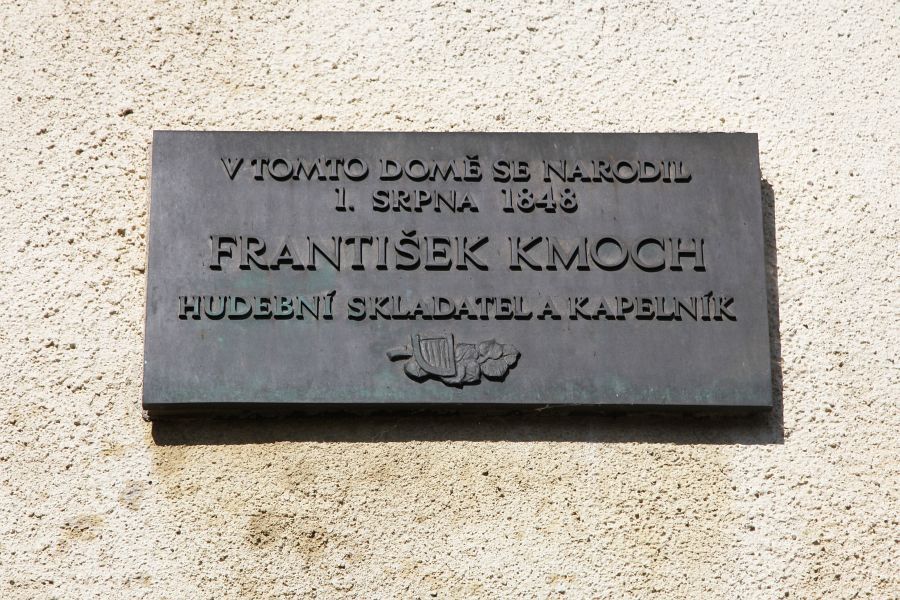 V TOMTO DOMĚ SE NARODIL
1. SRPNA 1848
FRANTIŠEK KMOCH
HUDEBNÍ SKLADATEL A KAPELNÍK